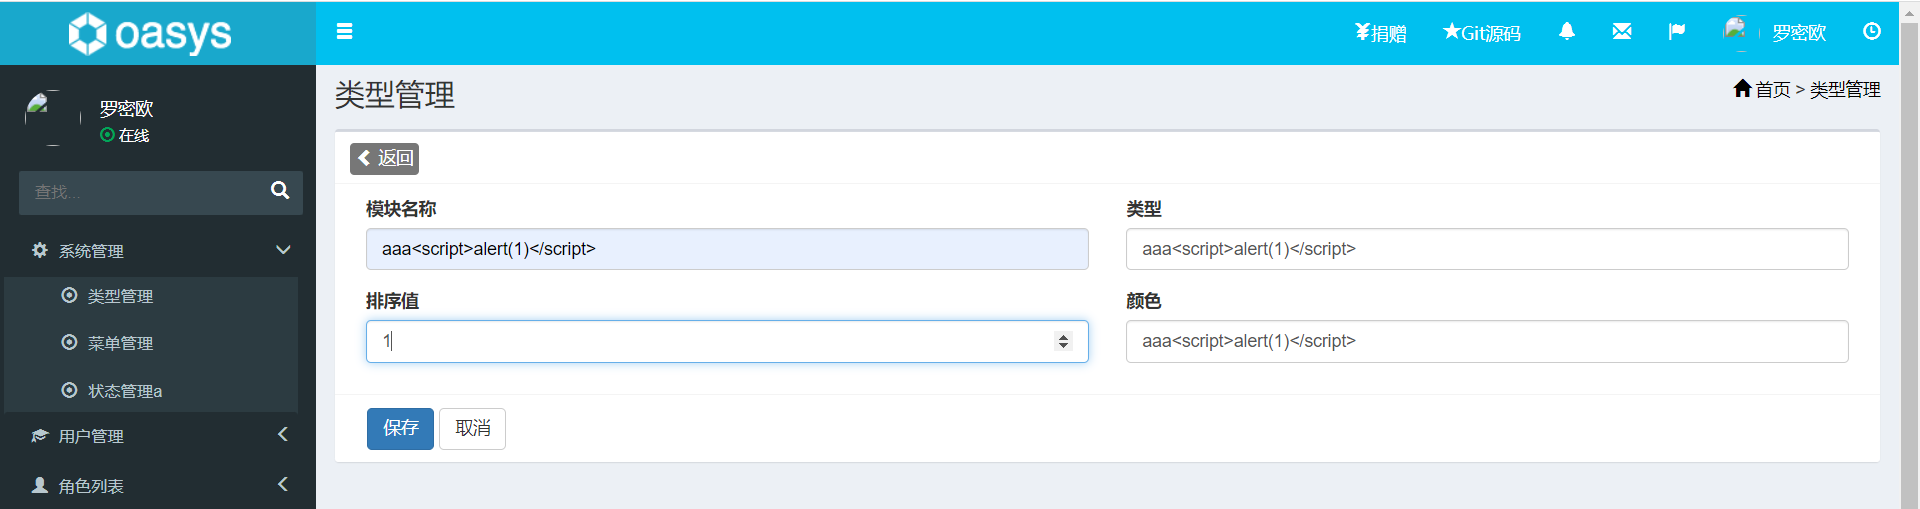 oasys
捐赠
Git源码
罗密欧
罗密欧
在线
查找...
系统管理
类型管理
菜单管理
状态管理a
用户管理
角色列表
类型管理
首页 > 类型管理
返回
模块名称
类型
aaa<script>alert(1)</script>
aaa<script>alert(1)</script>
排序值
颜色
1
aaa<script>alert(1)</script>
保存
取消